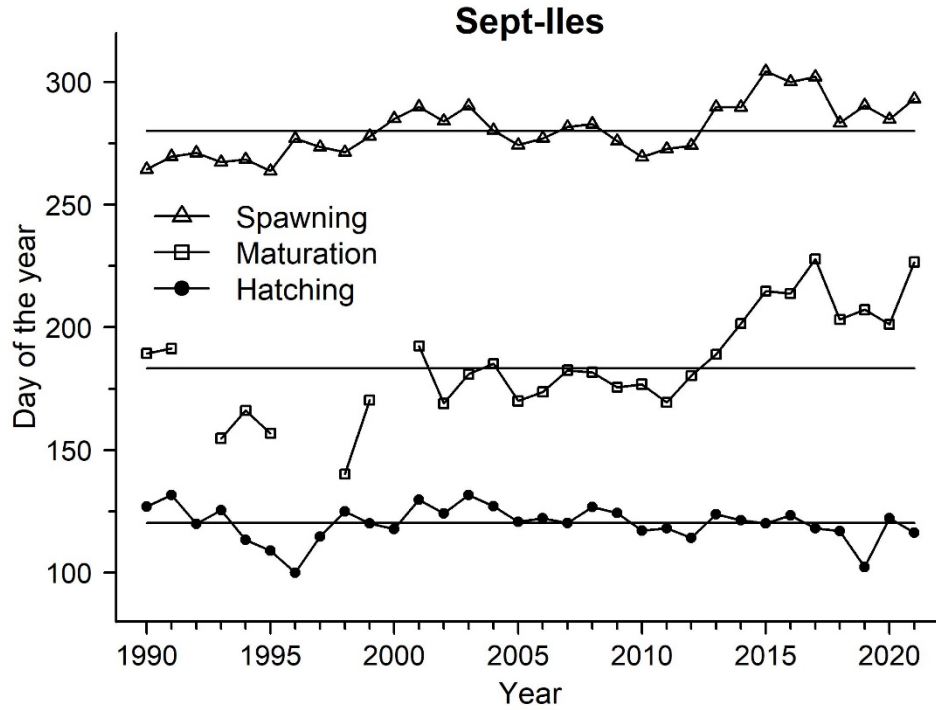 Sept-Iles
300
250
200
150
100
Day of the year
Spawning
Maturation
Hatching
1990 1995 2000 2005 2010 2015 2020
Year